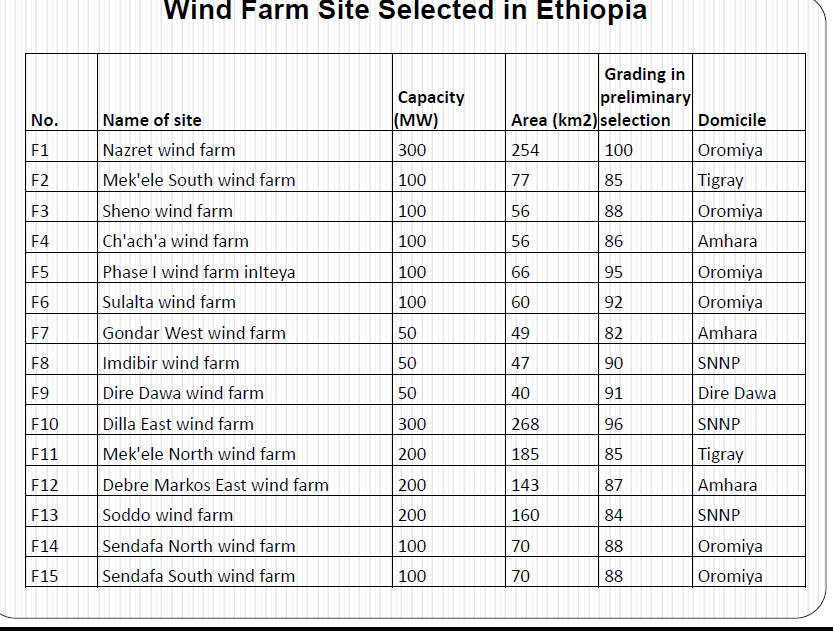 Wind Farm Site Selected in Ethiopia
No. Name of site Capacity (MW) Area (km2) Grading in preliminary selection Domicile
F1 Nazret wind farm 300 254 100 Oromiya
F2 Mek'ele South wind farm 100 77 85 Tigray
F3 Sheno wind farm 100 56 88 Oromiya
F4 Ch'ach'a wind farm 100 56 86 Amhara
F5 Phase I wind farm inIteya 100 66 95 Oromiya
F6 Sulalta wind farm 100 60 92 Oromiya
F7 Gondar West wind farm 50 49 82 Amhara
F8 Imdibir wind farm 50 47 90 SNNP
F9 Dire Dawa wind farm 50 40 91 Dire Dawa
F10 Dilla East wind farm 300 268 96 SNNP
F11 Mek'ele North wind farm 200 185 85 Tigray
F12 Debre Markos East wind farm 200 143 87 Amhara
F13 Soddo wind farm 200 160 84 SNNP
F14 Sendafa North wind farm 100 70 88 Oromiya
F15 Sendafa South wind farm 100 70 88 Oromiya